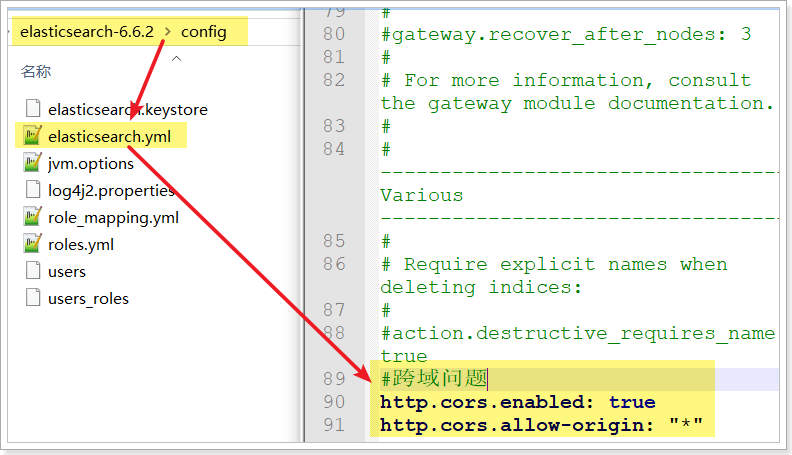 elasticsearch-6.6.2 > config
名称
elasticsearch.keystore
elasticsearch.yml
jvm.options
log4j2.properties
role_mapping.yml
roles.yml
users
users_roles
79 #
80 #gateway.recover_after_nodes: 3
81 #
82 # For more information, consult
the gateway module documentation.
83 #
84 #
----------------------------------
Various
----------------------------------
85 #
86 # Require explicit names when
deleting indices:
87 #
88 #action.destructive_requires_name
true
89 #跨域问题
90 http.cors.enabled: true
91 http.cors.allow-origin: "*"